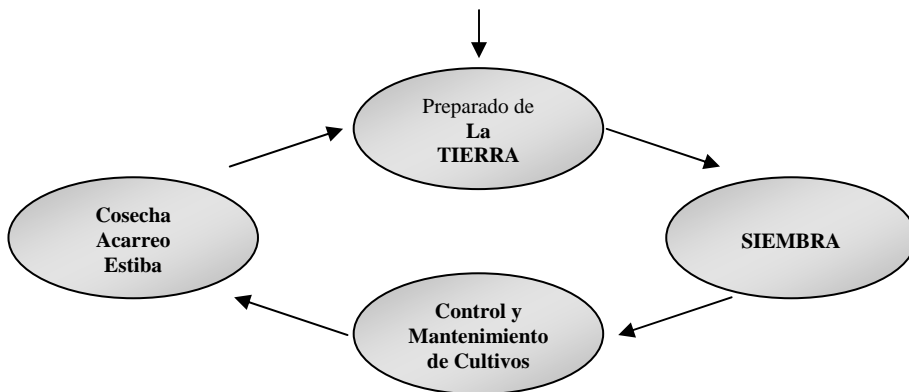 Preparado de
La
TIERRA
Cosecha
Acarreo
Estiba
SIEMBRA
Control y
Mantenimiento
de Cultivos